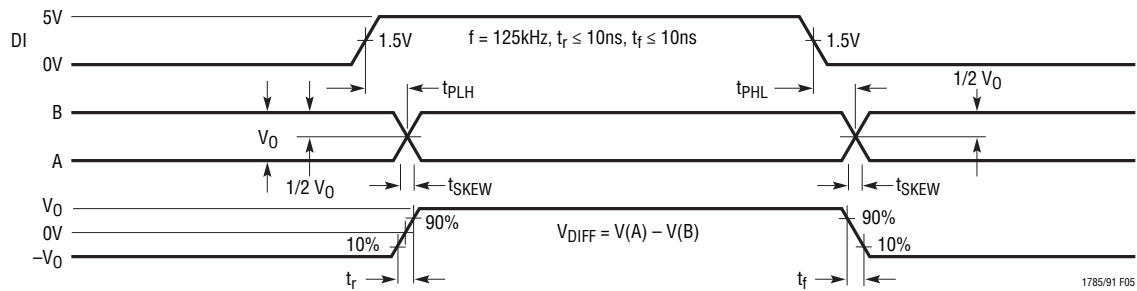 5V
DI
1.5V
f = 125kHz, tr ≤ 10ns, tf ≤ 10ns
1.5V
0V
tPLH
tPHL
1/2 VO
B
VO
A
1/2 VO
tSKEW
tSKEW
VO
90%
90%
0V
VDIFF = V(A) – V(B)
10%
10%
–VO
tr
tf
1785/91 F05